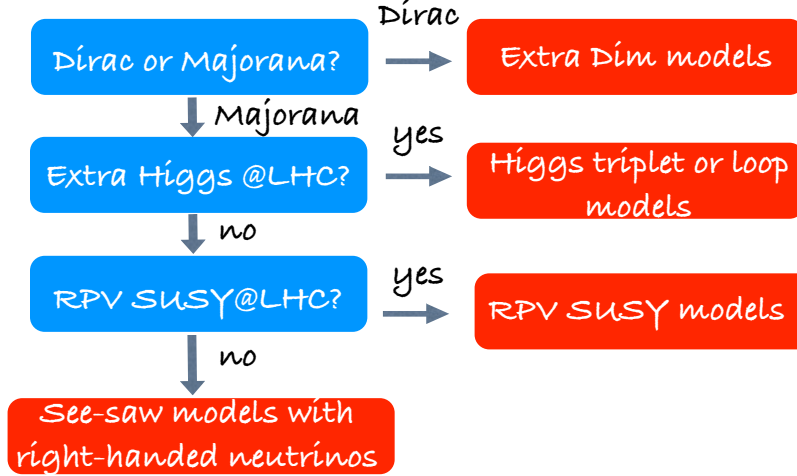 Dirac
Dirac or Majorana?
Extra Dim models
Majorana
yes
Extra Higgs @LHC?
Higgs triplet or loop
models
no
yes
RPV SUSY@LHC?
RPV SUSY models
no
See-saw models with
right-handed neutrinos